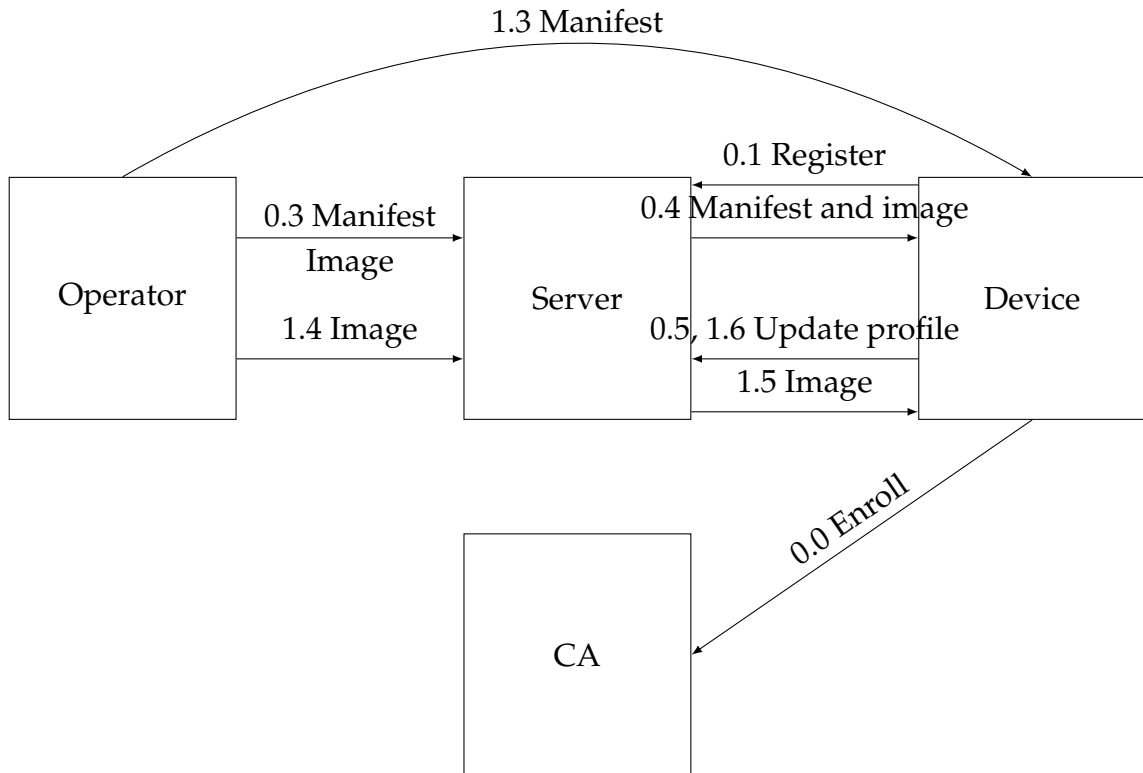 1.3 Manifest
0.1 Register
0.3 Manifest
Image
0.4 Manifest and image
Operator
Server
Device
1.4 Image
0.5, 1.6 Update profile
1.5 Image
0.0 Enroll
CA